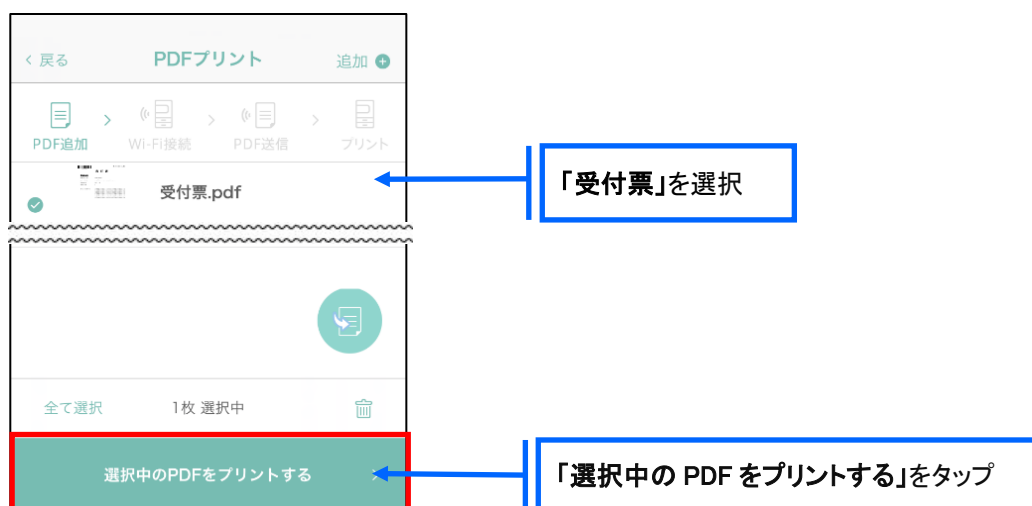 < 戻る PDFプリント 追加
PDF追加 Wi-Fi接続 PDF送信 プリント
受付票.pdf
「受付票」を選択
全て選択 1枚 選択中
選択中のPDFをプリントする >
「選択中の PDF をプリントする」をタップ